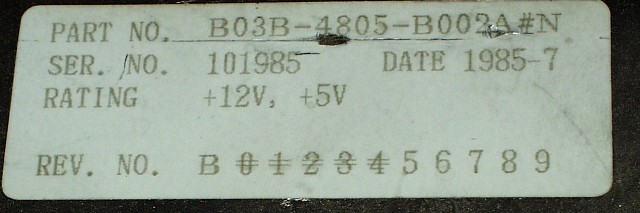 PART NO. B03B-4805-B002A#N
SER. NO. 101985 DATE 1985-7
RATING +12V, +5V
REV. NO. B 0 1 2 3 4 5 6 7 8 9